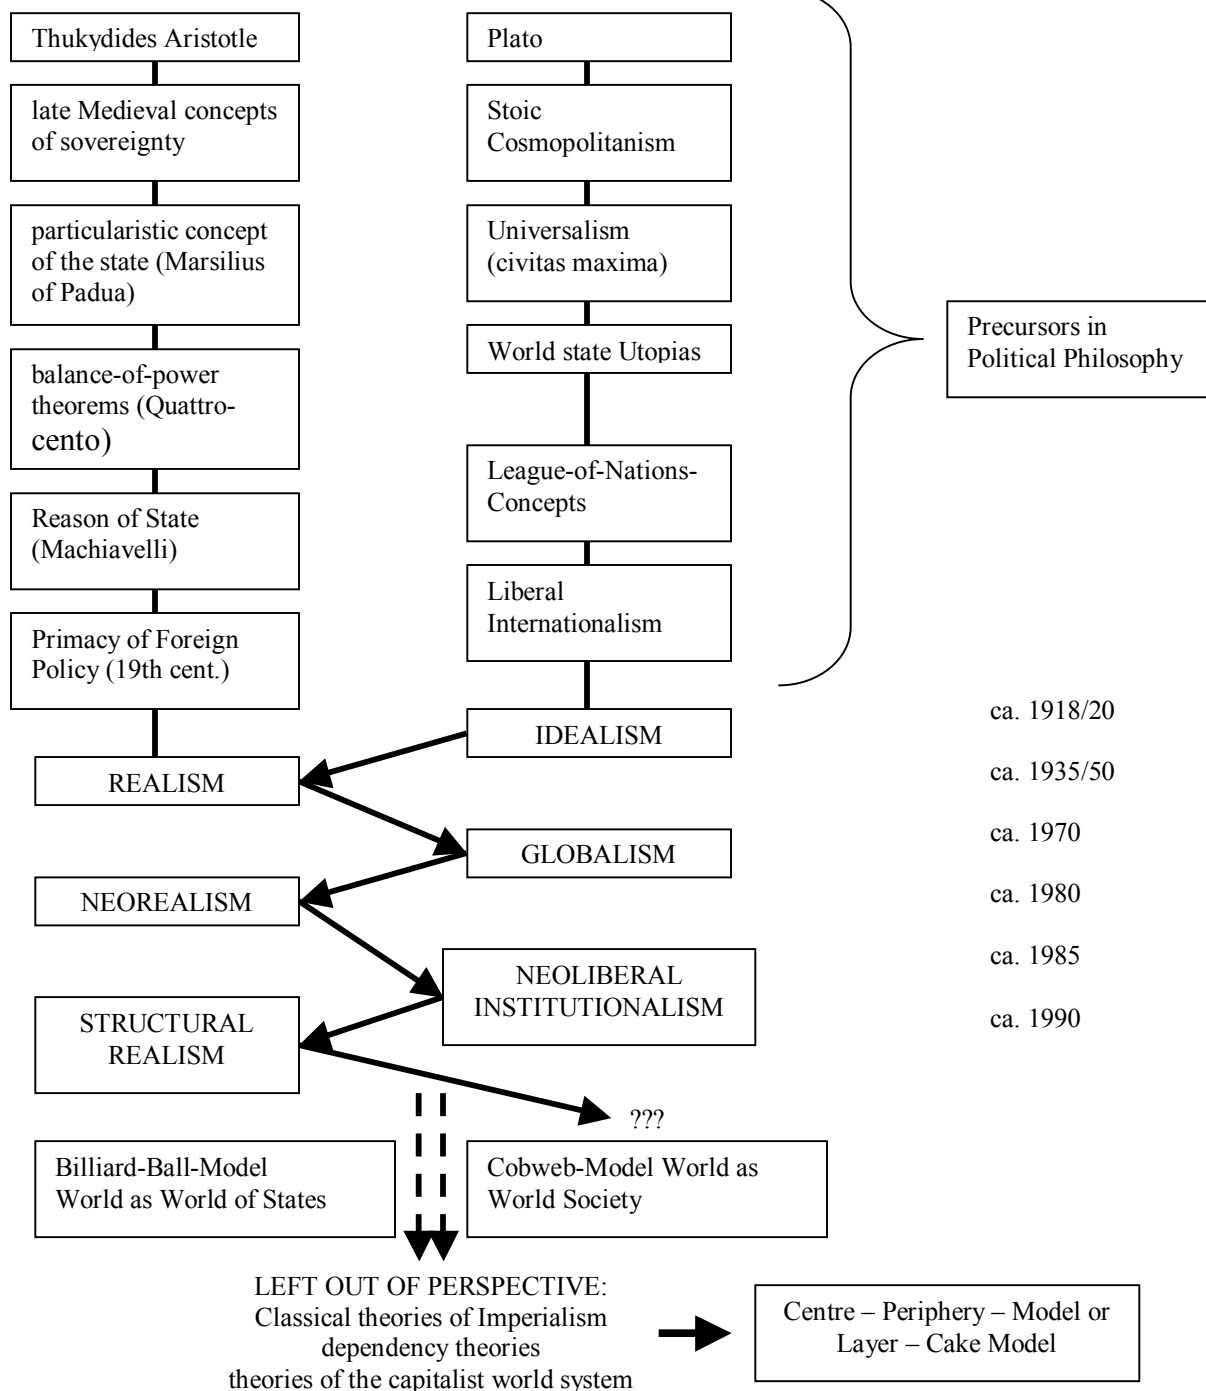 Thukydides Aristotle
late Medieval concepts
of sovereignty
particularistic concept
of the state (Marsilius
of Padua)
balance-of-power
theorems (Quattro-
cento)
Reason of State
(Machiavelli)
Primacy of Foreign
Policy (19th cent.)
Plato
Stoic
Cosmopolitanism
Universalism
(civitas maxima)
World state Utopias
League-of-Nations-
Concepts
Liberal
Internationalism
Precursors in
Political Philosophy
IDEALISM
ca. 1918/20
REALISM
ca. 1935/50
GLOBALISM
ca. 1970
NEOREALISM
ca. 1980
NEOLIBERAL
INSTITUTIONALISM
ca. 1985
STRUCTURAL
REALISM
ca. 1990
???
Billiard-Ball-Model
World as World of States
Cobweb-Model World as
World Society
LEFT OUT OF PERSPECTIVE:
Classical theories of Imperialism
dependency theories
theories of the capitalist world system
Centre – Periphery – Model or
Layer – Cake Model